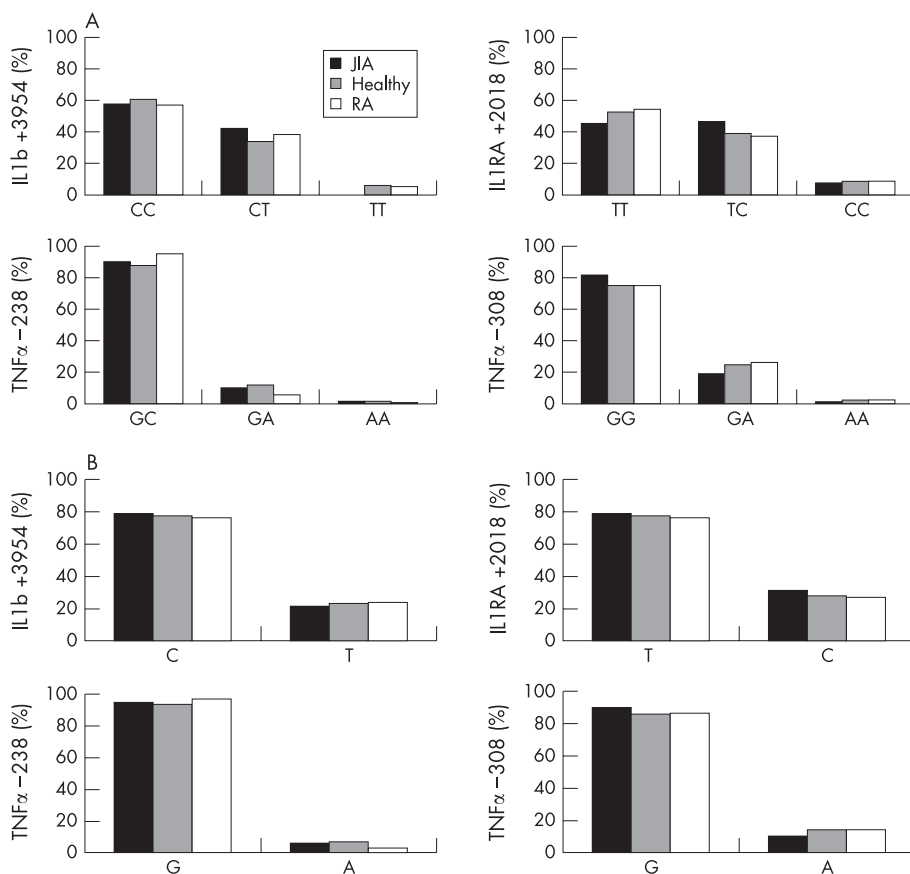 A
IL1b +3954 (%)
100
80
60
40
20
0
CC
CT
TT
JIA
Healthy
RA
IL1RA +2018 (%)
100
80
60
40
20
0
TT
TC
CC
TNFα −238 (%)
100
80
60
40
20
0
GC
GA
AA
TNFα −308 (%)
100
80
60
40
20
0
GG
GA
AA
B
IL1b +3954 (%)
100
80
60
40
20
0
C
T
IL1RA +2018 (%)
100
80
60
40
20
0
T
C
TNFα −238 (%)
100
80
60
40
20
0
G
A
TNFα −308 (%)
100
80
60
40
20
0
G
A